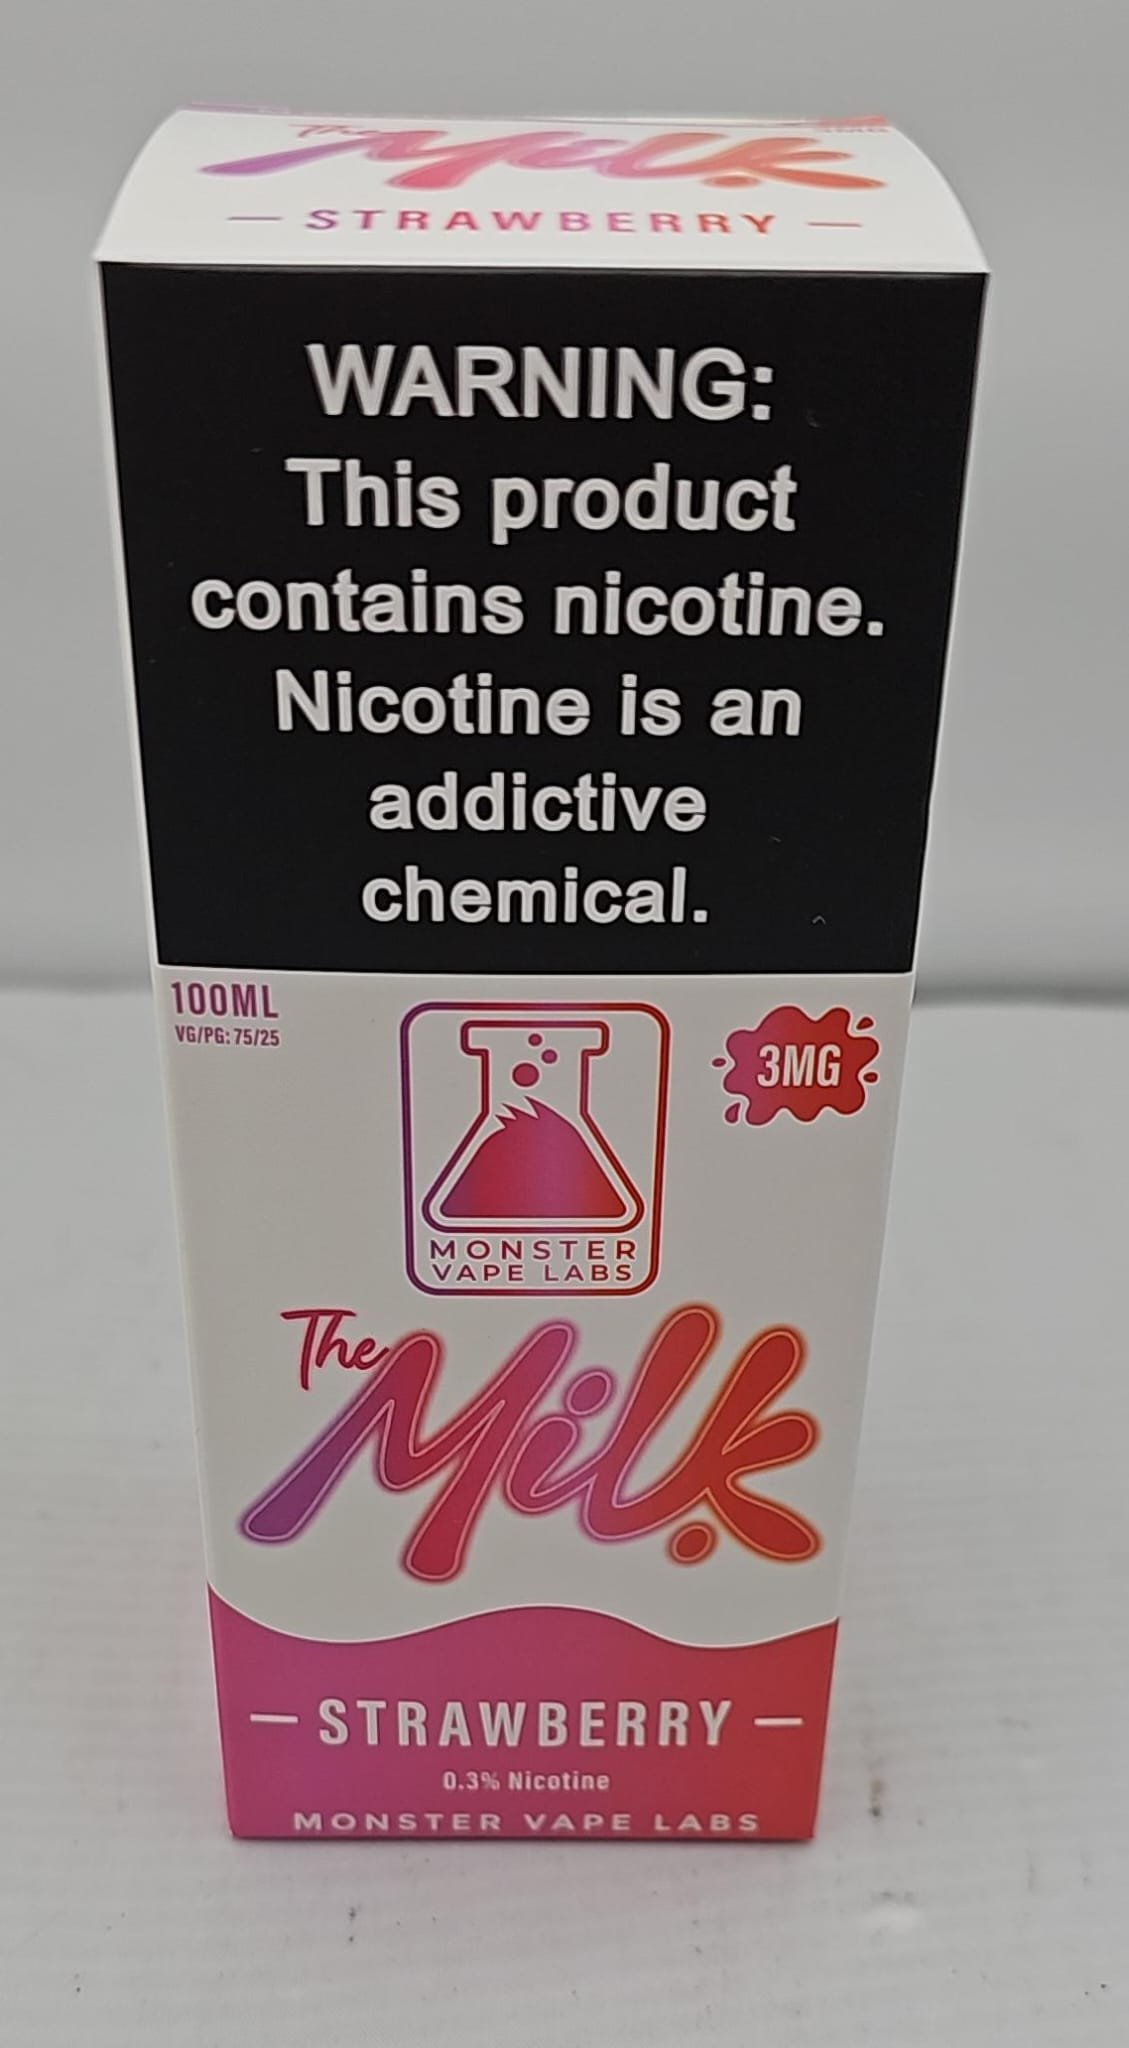 The Milk
— STRAWBERRY —
3MG
WARNING:
This product
contains nicotine.
Nicotine is an
addictive
chemical.
100ML
VG/PG: 75/25
3MG
MONSTER
VAPE LABS
The Milk
— STRAWBERRY —
0.3% Nicotine
MONSTER VAPE LABS